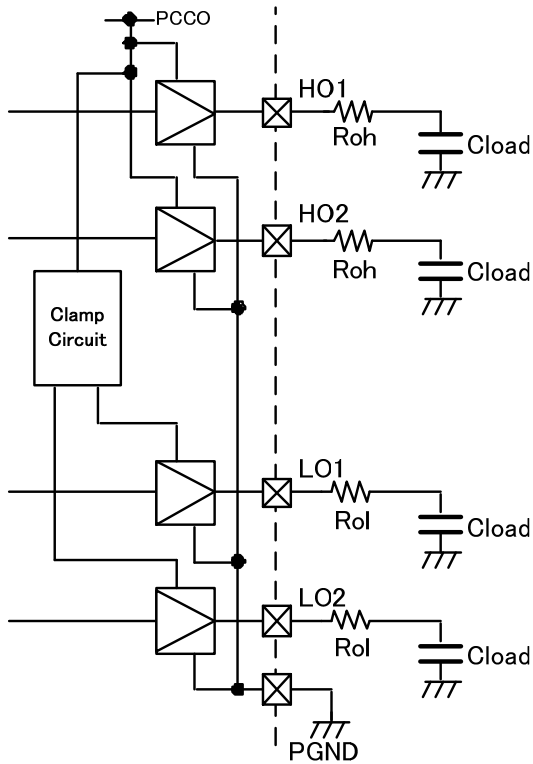 PCCO
HO1
Roh
Cload
HO2
Roh
Cload
Clamp
Circuit
LO1
Rol
Cload
LO2
Rol
Cload
PGND